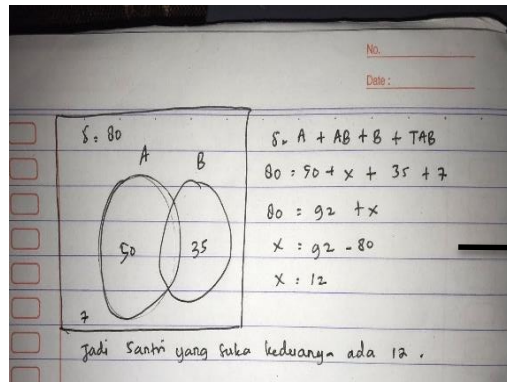 No.
Date :
S : 80
A B
50 35
7
S = A + AB + B + TAB
80 = 50 + x + 35 + 7
80 = 92 + x
x = 92 - 80
x = 12
Jadi Santri yang Suka keduanya ada 12 .